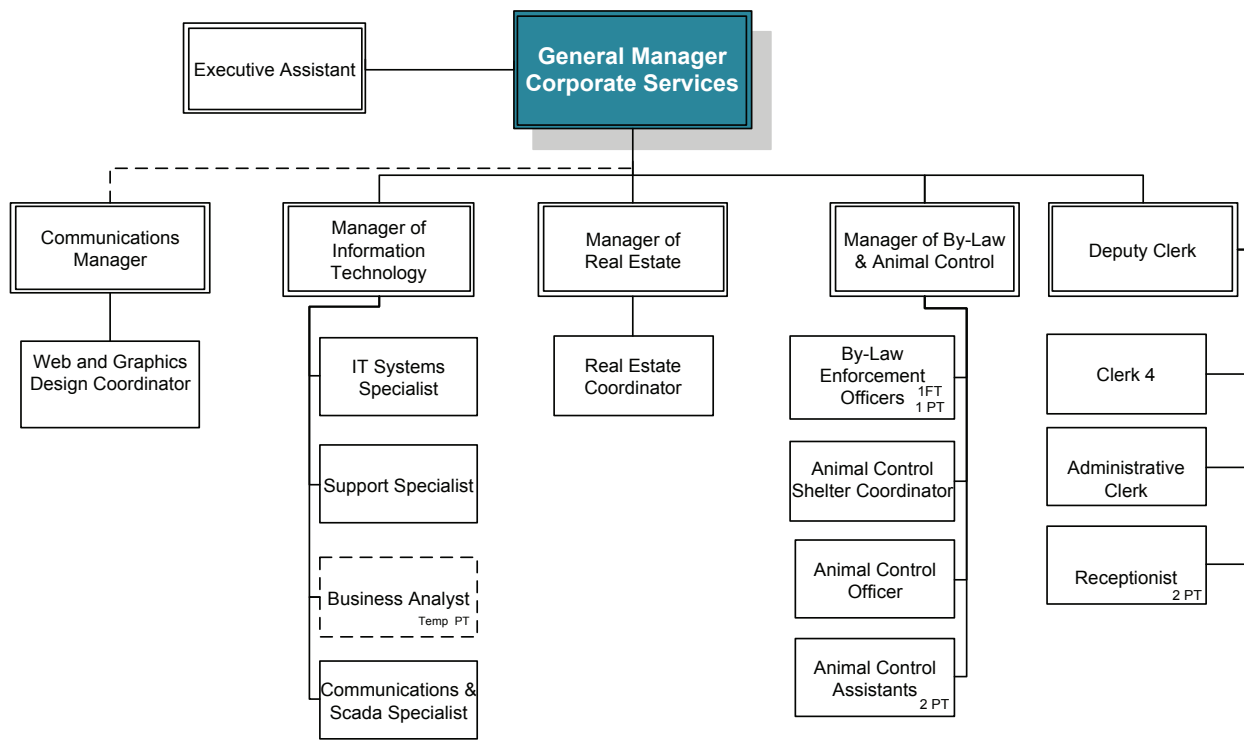 General Manager
Corporate Services
Executive Assistant
Communications
Manager
Manager of
Information
Technology
Manager of
Real Estate
Manager of By-Law
& Animal Control
Deputy Clerk
Web and Graphics
Design Coordinator
IT Systems
Specialist
Support Specialist
Business Analyst
Temp PT
Communications &
Scada Specialist
Real Estate
Coordinator
By-Law
Enforcement
Officers 1FT
1 PT
Animal Control
Shelter Coordinator
Animal Control
Officer
Animal Control
Assistants 2 PT
Clerk 4
Administrative
Clerk
Receptionist
2 PT